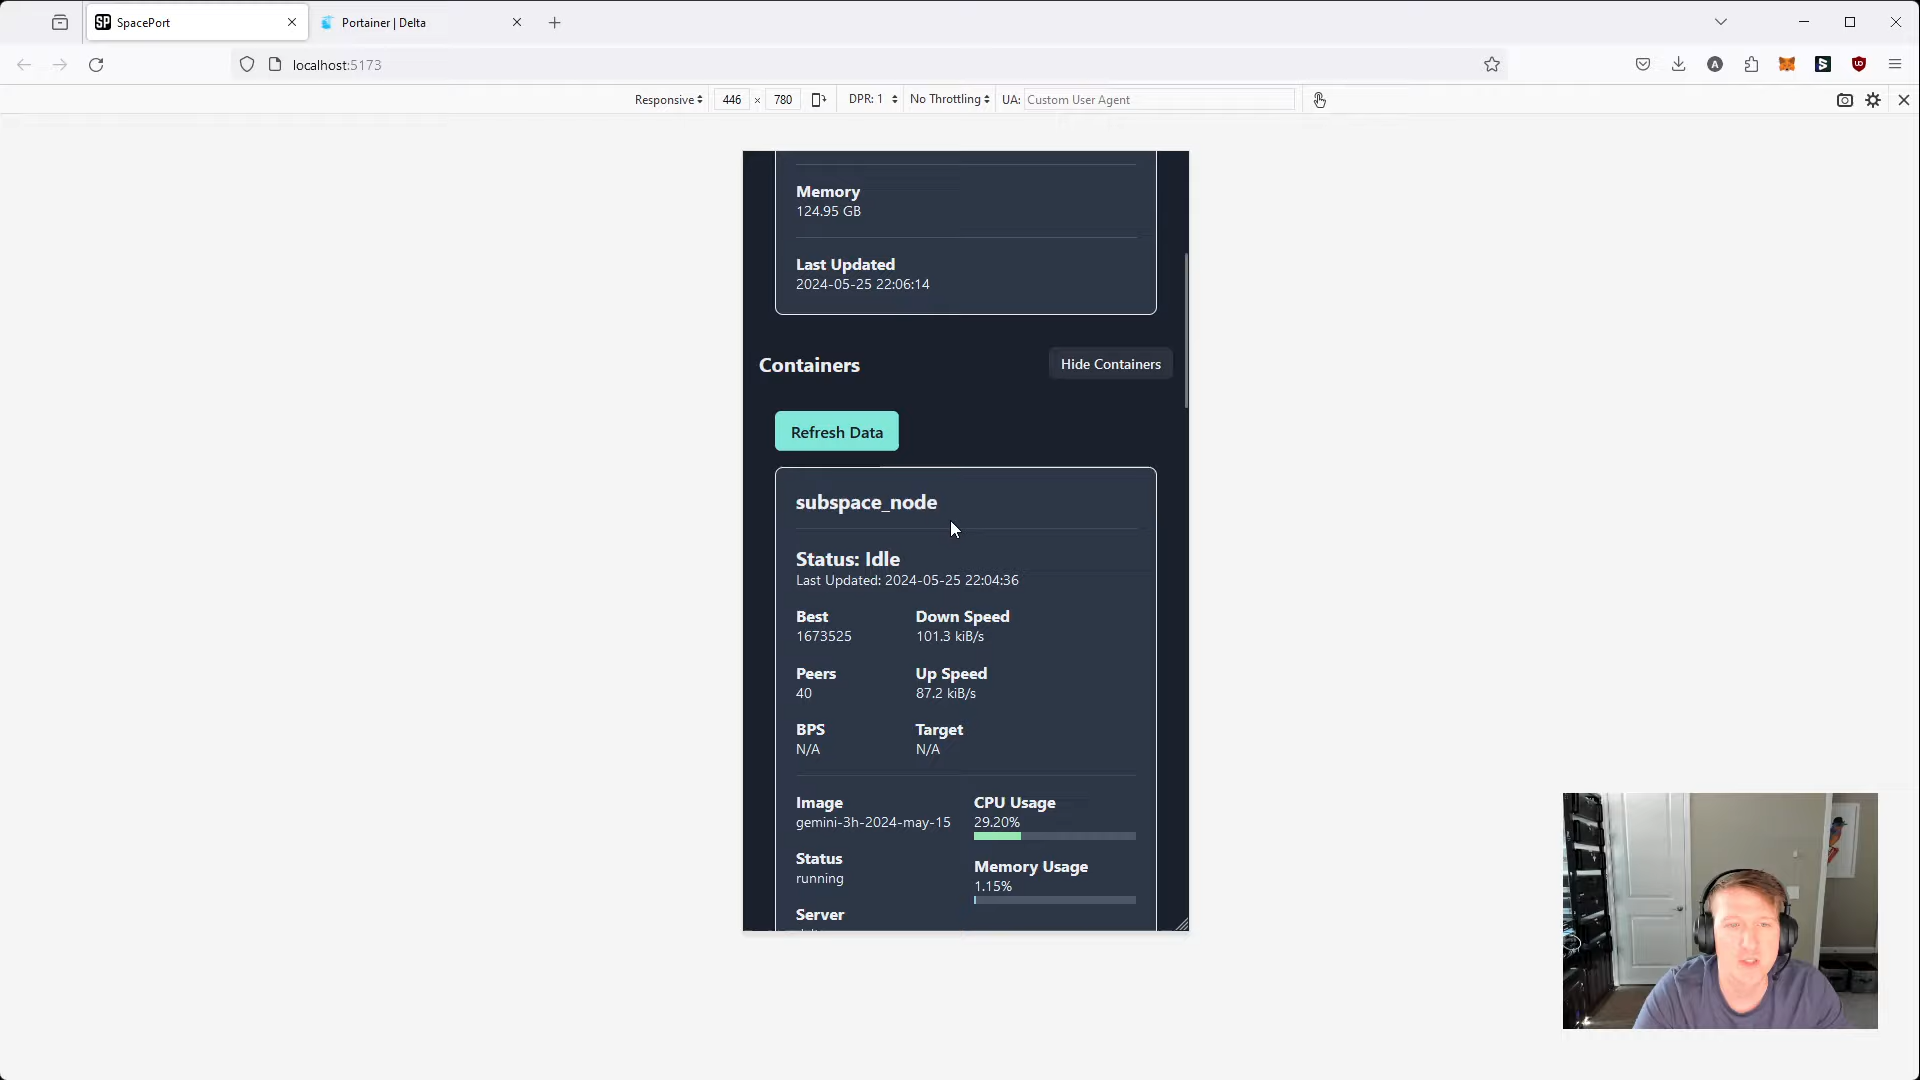 SpacePort
Portainer | Delta
localhost:5173
Responsive
446 × 780
DPR: 1
No Throttling
UA: Custom User Agent
Memory
124.95 GB
Last Updated
2024-05-25 22:06:14
Containers
Hide Containers
Refresh Data
subspace_node
Status: Idle
Last Updated: 2024-05-25 22:04:36
Best
1673525
Down Speed
101.3 kiB/s
Peers
40
Up Speed
87.2 kiB/s
BPS
N/A
Target
N/A
Image
gemini-3h-2024-may-15
CPU Usage
29.20%
Status
running
Memory Usage
1.15%
Server